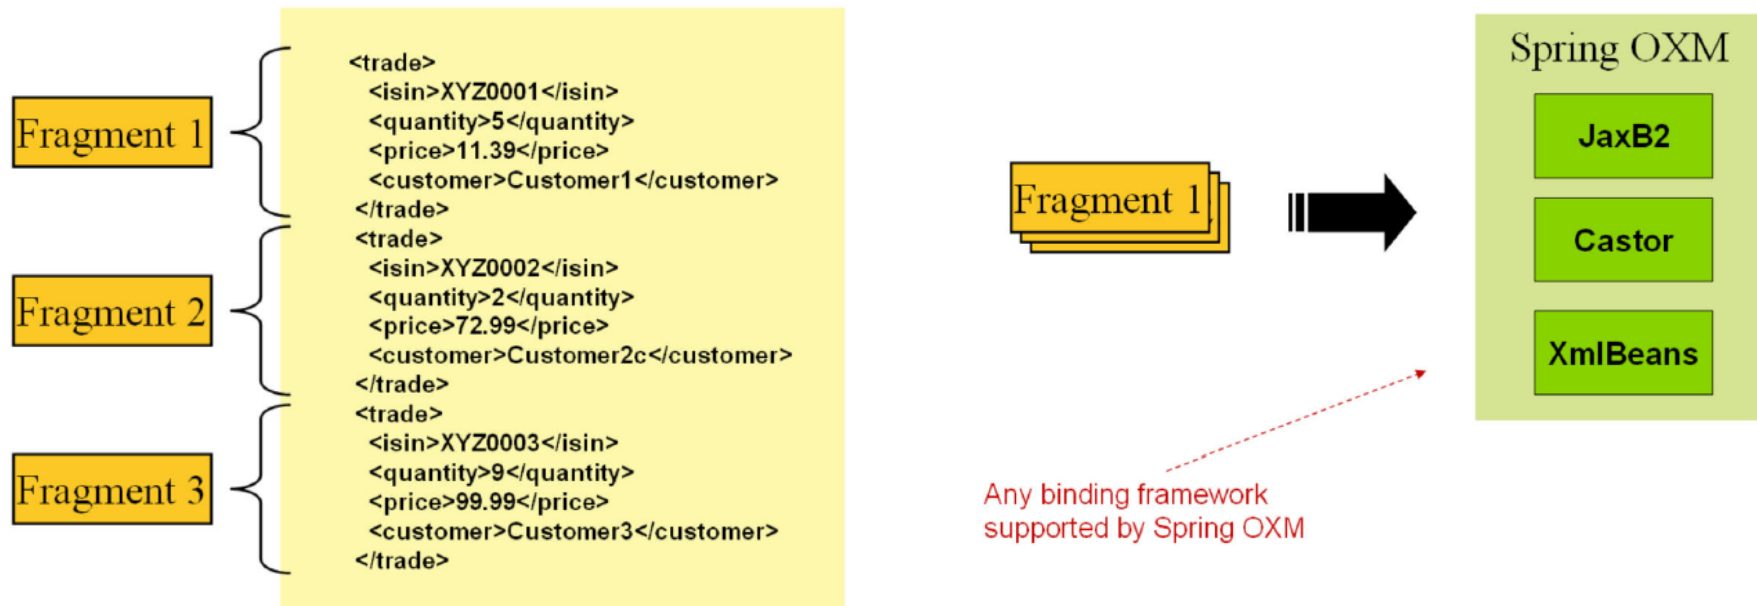 Fragment 1
<trade>
<isin>XYZ0001</isin>
<quantity>5</quantity>
<price>11.39</price>
<customer>Customer1</customer>
</trade>
Fragment 2
<trade>
<isin>XYZ0002</isin>
<quantity>2</quantity>
<price>72.99</price>
<customer>Customer2c</customer>
</trade>
Fragment 3
<trade>
<isin>XYZ0003</isin>
<quantity>9</quantity>
<price>99.99</price>
<customer>Customer3</customer>
</trade>
Fragment 1
Spring OXM
JaxB2
Castor
XmlBeans
Any binding framework
supported by Spring OXM